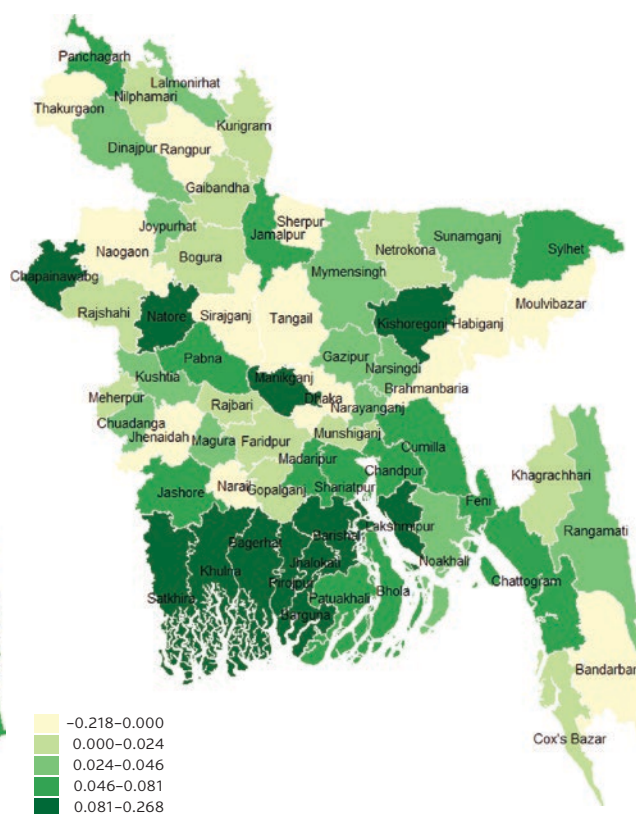 Panchagarh
Lalmonirhat
Nilphamari
Thakurgaon
Kurigram
Dinajpur
Rangpur
Gaibandha
Sherpur
Joypurhat
Jamalpur
Sunamganj
Naogaon
Netrokona
Sylhet
Bogura
Mymensingh
Chapainawabg
Moulvibazar
Rajshahi
Natore
Sirajganj
Tangail
Kishoregonj
Habiganj
Pabna
Gazipur
Narsingdi
Kushtia
Manikganj
Brahmanbaria
Meherpur
Dhaka
Rajbari
Narayanganj
Chuadanga
Jhenaidah
Magura
Faridpur
Munshiganj
Cumilla
Madaripur
Chandpur
Khagrachhari
Narail
Gopalganj
Shariatpur
Jashore
Feni
Lakshmipur
Rangamati
Barishal
Bagerhat
Jhalokati
Noakhali
Khulna
Pirojpur
Chattogram
Satkhira
Patuakhali
Bhola
Barguna
Bandarban
Cox's Bazar
–0.218–0.000
0.000–0.024
0.024–0.046
0.046–0.081
0.081–0.268